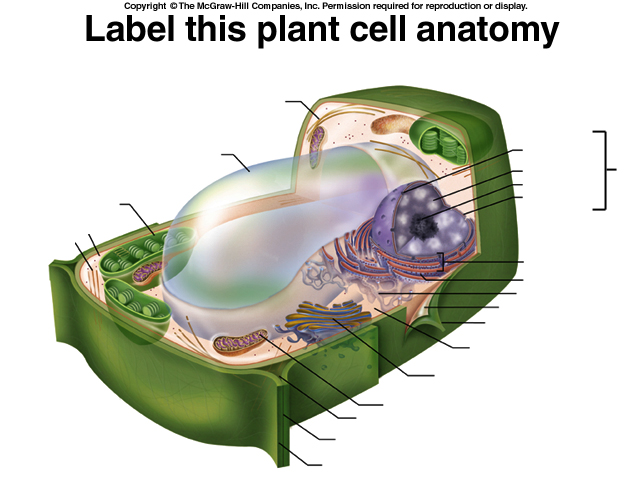 Copyright © The McGraw-Hill Companies, Inc. Permission required for reproduction or display.
Label this plant cell anatomy